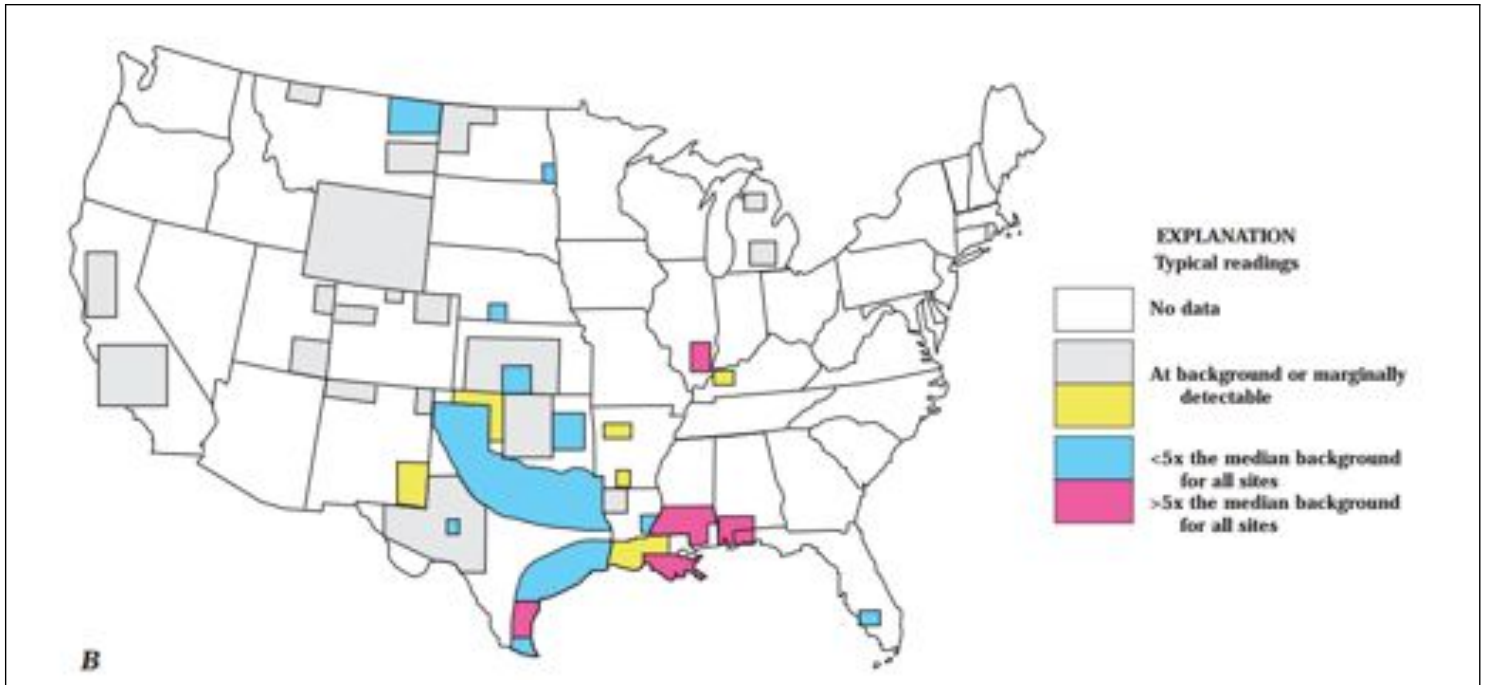 EXPLANATION
Typical readings
No data
At background or marginally
detectable
<5x the median background
for all sites
>5x the median background
for all sites
B